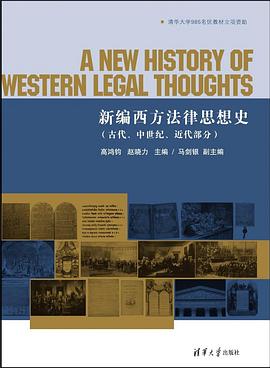 清华大学985名优教材立项资助
A NEW HISTORY OF
WESTERN LEGAL THOUGHTS
新编西方法律思想史
（古代、中世纪、近代部分）
高鸿钧 赵晓力 主编 / 马剑银 副主编
清华大学出版社